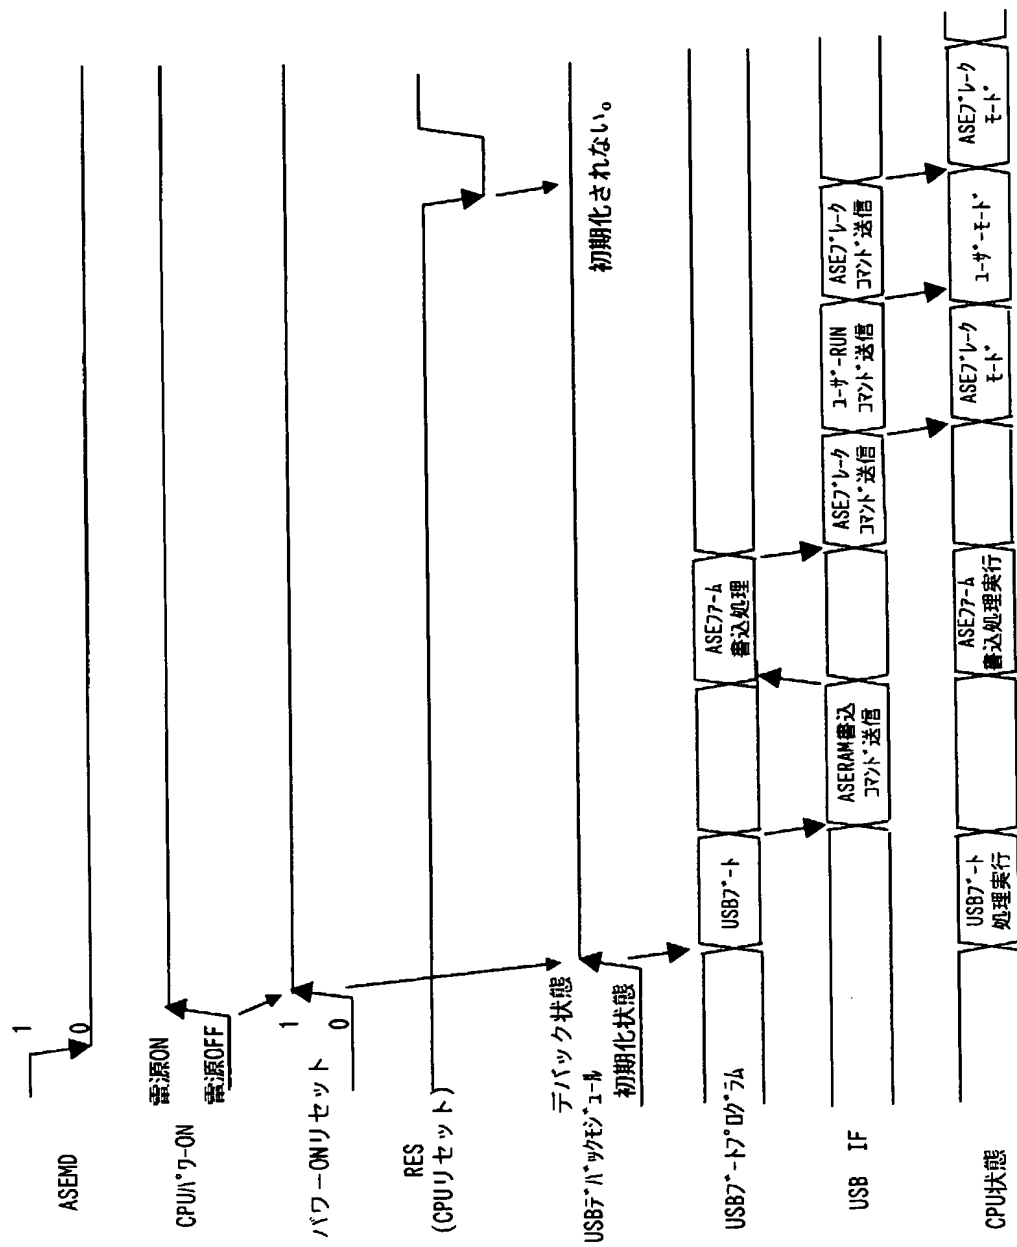 ASEMD
1
0
CPUﾊﾟﾜｰON
電源ON
電源OFF
パワーONリセット
1
0
RES
(CPUリセット)
初期化されない。
USBﾃﾞﾊﾞｯｸﾓｼﾞｭｰﾙ
デバック状態
初期化状態
USBﾌﾞｰﾄﾌﾟﾛｸﾞﾗﾑ
USBﾌﾞｰﾄ
ASEﾌｧｰﾑ
書込処理
USB IF
ASERAM書込
ｺﾏﾝﾄﾞ送信
ASEﾌﾞﾚｰｸ
ｺﾏﾝﾄﾞ送信
ﾕｰｻﾞｰRUN
ｺﾏﾝﾄﾞ送信
ASEﾌﾞﾚｰｸ
ｺﾏﾝﾄﾞ送信
CPU状態
USBﾌﾞｰﾄ
処理実行
ASEﾌｧｰﾑ
書込処理実行
ASEﾌﾞﾚｰｸ
ﾓｰﾄﾞ
ﾕｰｻﾞｰﾓｰﾄﾞ
ASEﾌﾞﾚｰｸ
ﾓｰﾄﾞ